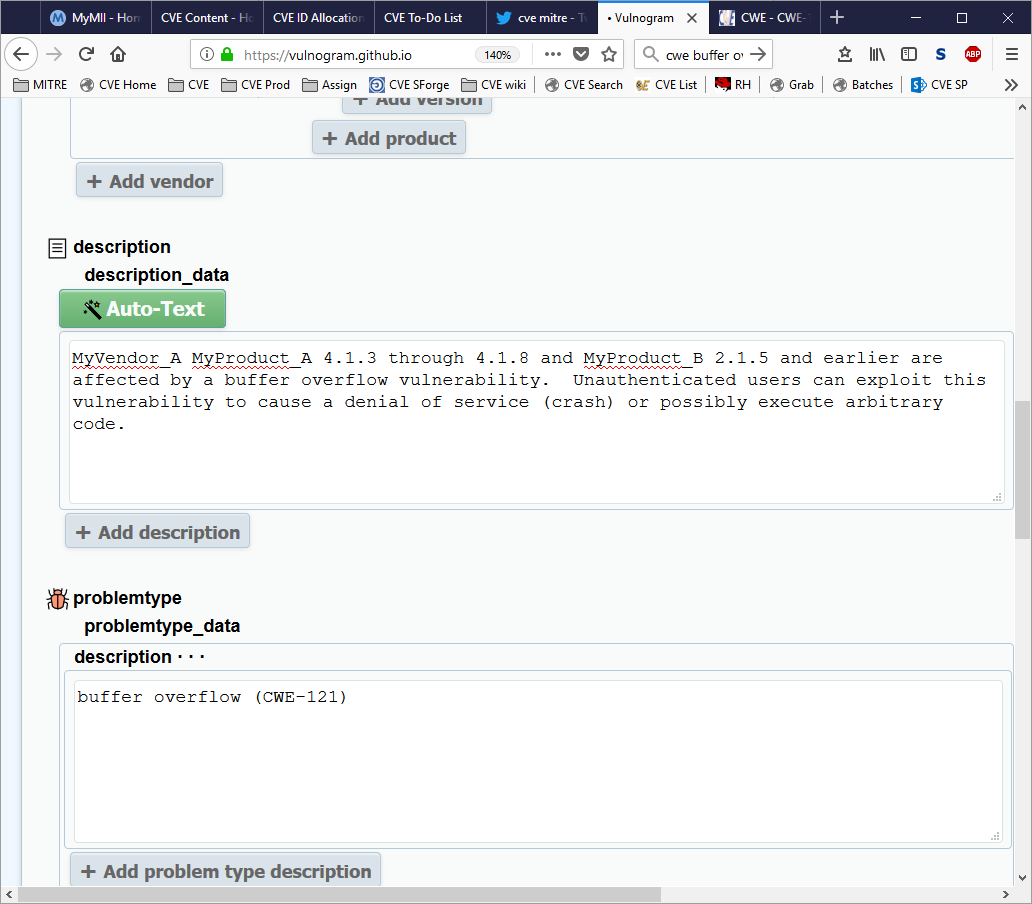 MyMII - Hom
CVE Content - Ho
CVE ID Allocation
CVE To-Do List
cve mitre - Tw
• Vulnogram
CWE - CWE-
https://vulnogram.github.io
140%
cwe buffer ov
S
ABP
MITRE
CVE Home
CVE
CVE Prod
Assign
CVE SForge
CVE wiki
CVE Search
CVE List
RH
Grab
Batches
CVE SP
+ Add version
+ Add product
+ Add vendor
description
description_data
Auto-Text
MyVendor_A MyProduct_A 4.1.3 through 4.1.8 and MyProduct_B 2.1.5 and earlier are
affected by a buffer overflow vulnerability.  Unauthenticated users can exploit this
vulnerability to cause a denial of service (crash) or possibly execute arbitrary
code.
+ Add description
problemtype
problemtype_data
description · · ·
buffer overflow (CWE-121)
+ Add problem type description